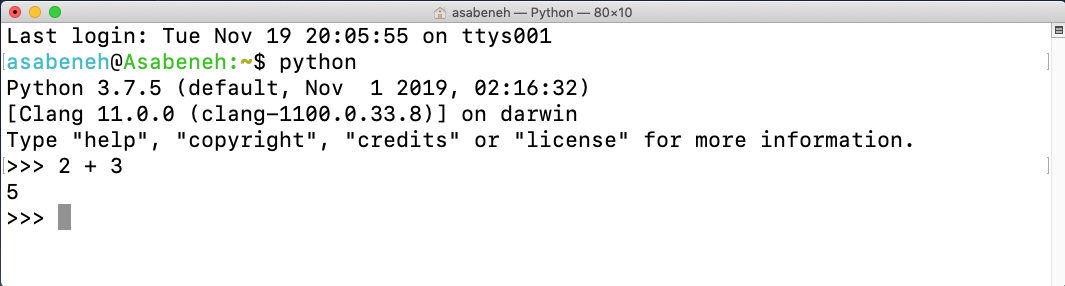 asabeneh — Python — 80×10
Last login: Tue Nov 19 20:05:55 on ttys001
[asabeneh@Asabeneh:~$ python ]
Python 3.7.5 (default, Nov  1 2019, 02:16:32)
[Clang 11.0.0 (clang-1100.0.33.8)] on darwin
Type "help", "copyright", "credits" or "license" for more information.
[>>> 2 + 3 ]
5
>>>